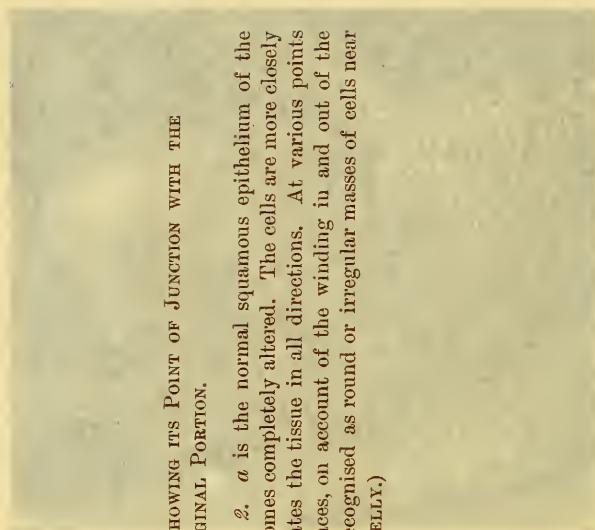 HOWING ITS POINT OF JUNCTION WITH THE
GINAL PORTION.
2. a is the normal squamous epithelium of the
omes completely altered. The cells are more closely
tes the tissue in all directions. At various points
ces, on account of the winding in and out of the
cognised as round or irregular masses of cells near
ELLY.)